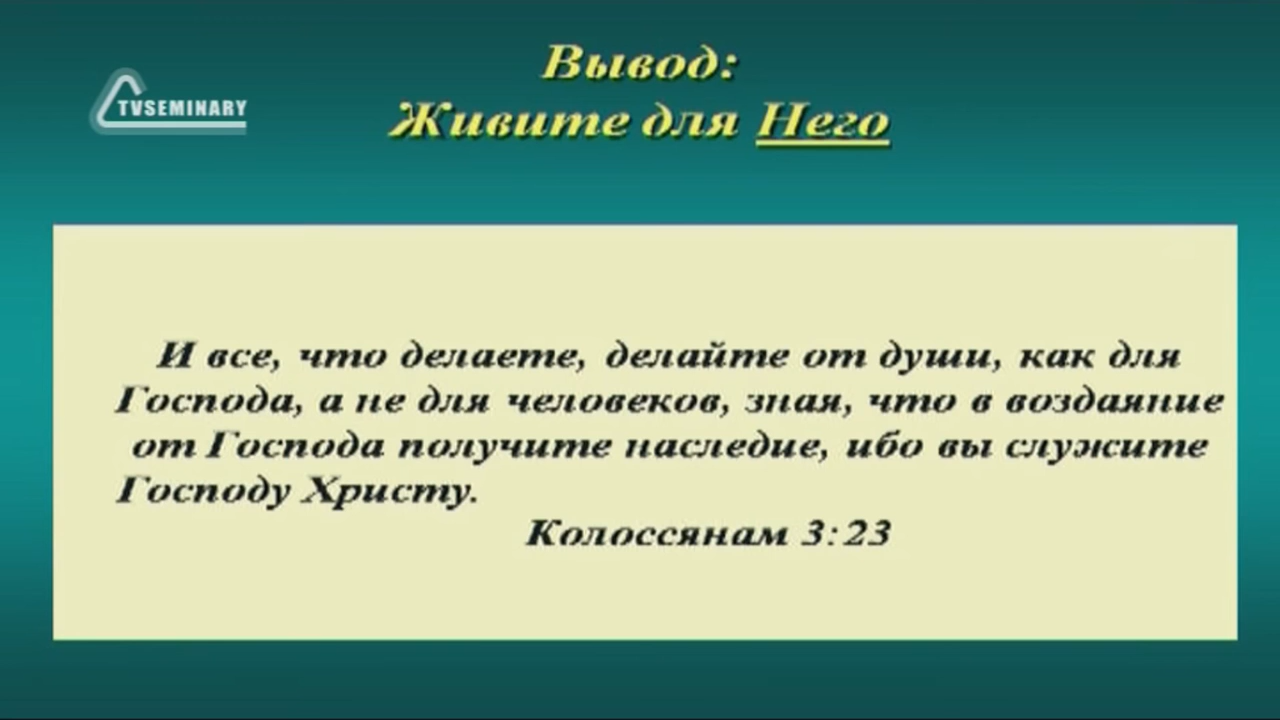 Вывод:
Живите для Него
TVSEMINARY
И все, что делаете, делайте от души, как для
Господа, а не для человеков, зная, что в воздаяние
от Господа получите наследие, ибо вы служите
Господу Христу.
Колоссянам 3:23